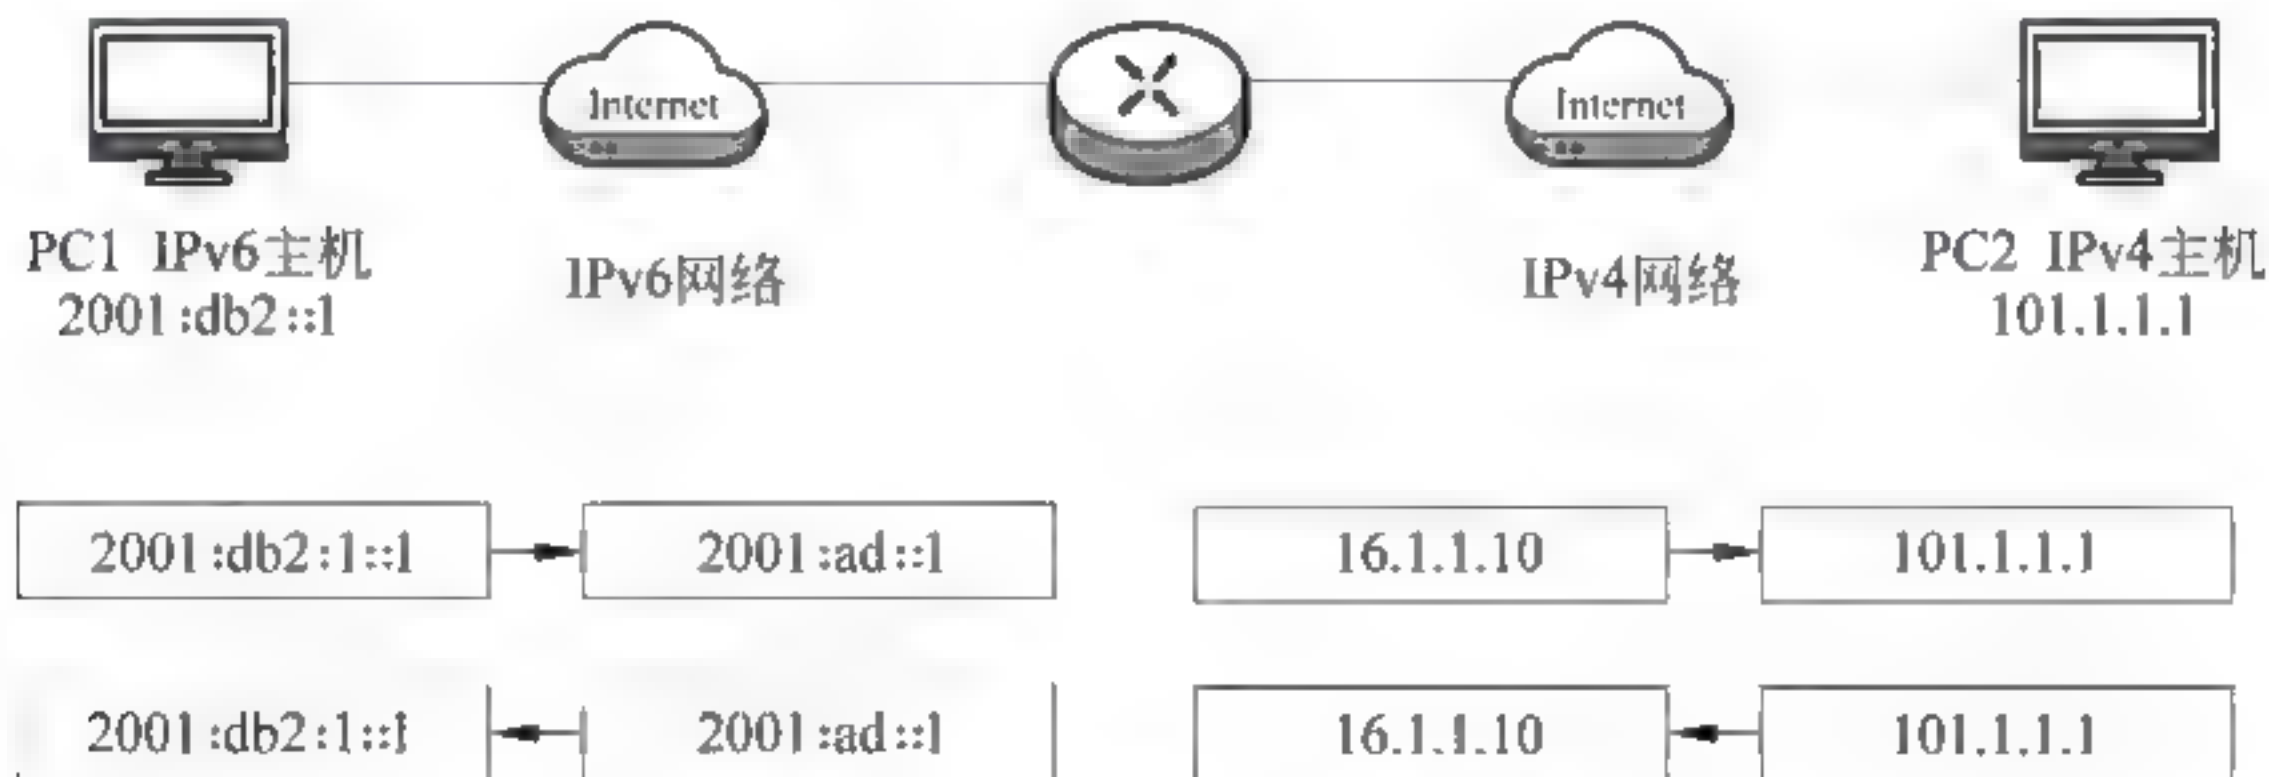 Internet
Internet
PC1 IPv6主机
2001:db2::1
IPv6网络
IPv4网络
PC2 IPv4主机
101.1.1.1
2001:db2:1::1
2001:ad::1
16.1.1.10
101.1.1.1
2001:db2:1::1
2001:ad::1
16.1.1.10
101.1.1.1